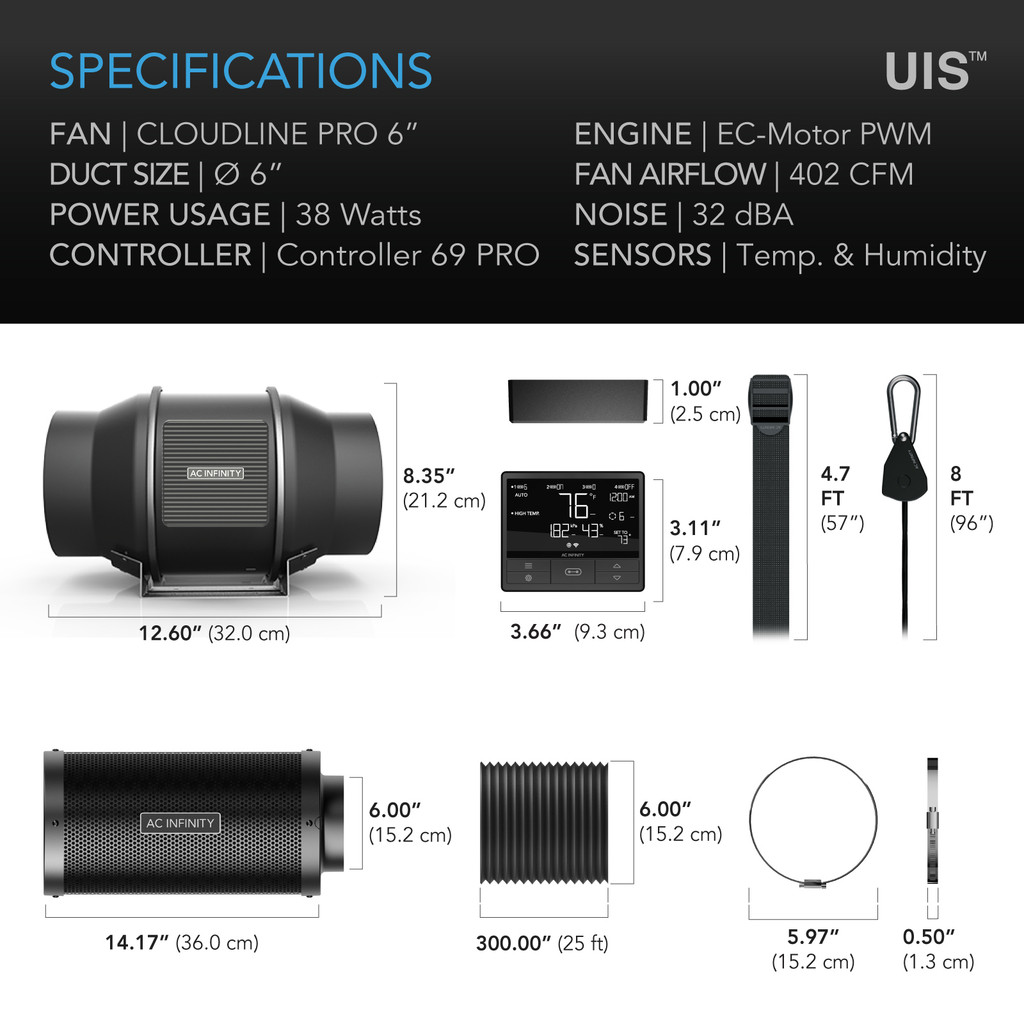 SPECIFICATIONS
UIS™
FAN | CLOUDLINE PRO 6”
DUCT SIZE | Ø 6”
POWER USAGE | 38 Watts
CONTROLLER | Controller 69 PRO
ENGINE | EC-Motor PWM
FAN AIRFLOW | 402 CFM
NOISE | 32 dBA
SENSORS | Temp. & Humidity
AC INFINITY
8.35”
(21.2 cm)
12.60” (32.0 cm)
1.00”
(2.5 cm)
AUTO
HIGH TEMP.
76 °F
182 kPa 43 %
SET TO
73
AC INFINITY
3.11”
(7.9 cm)
3.66” (9.3 cm)
4.7
FT
(57”)
8
FT
(96”)
AC INFINITY
6.00”
(15.2 cm)
14.17” (36.0 cm)
6.00”
(15.2 cm)
300.00” (25 ft)
5.97”
(15.2 cm)
0.50”
(1.3 cm)